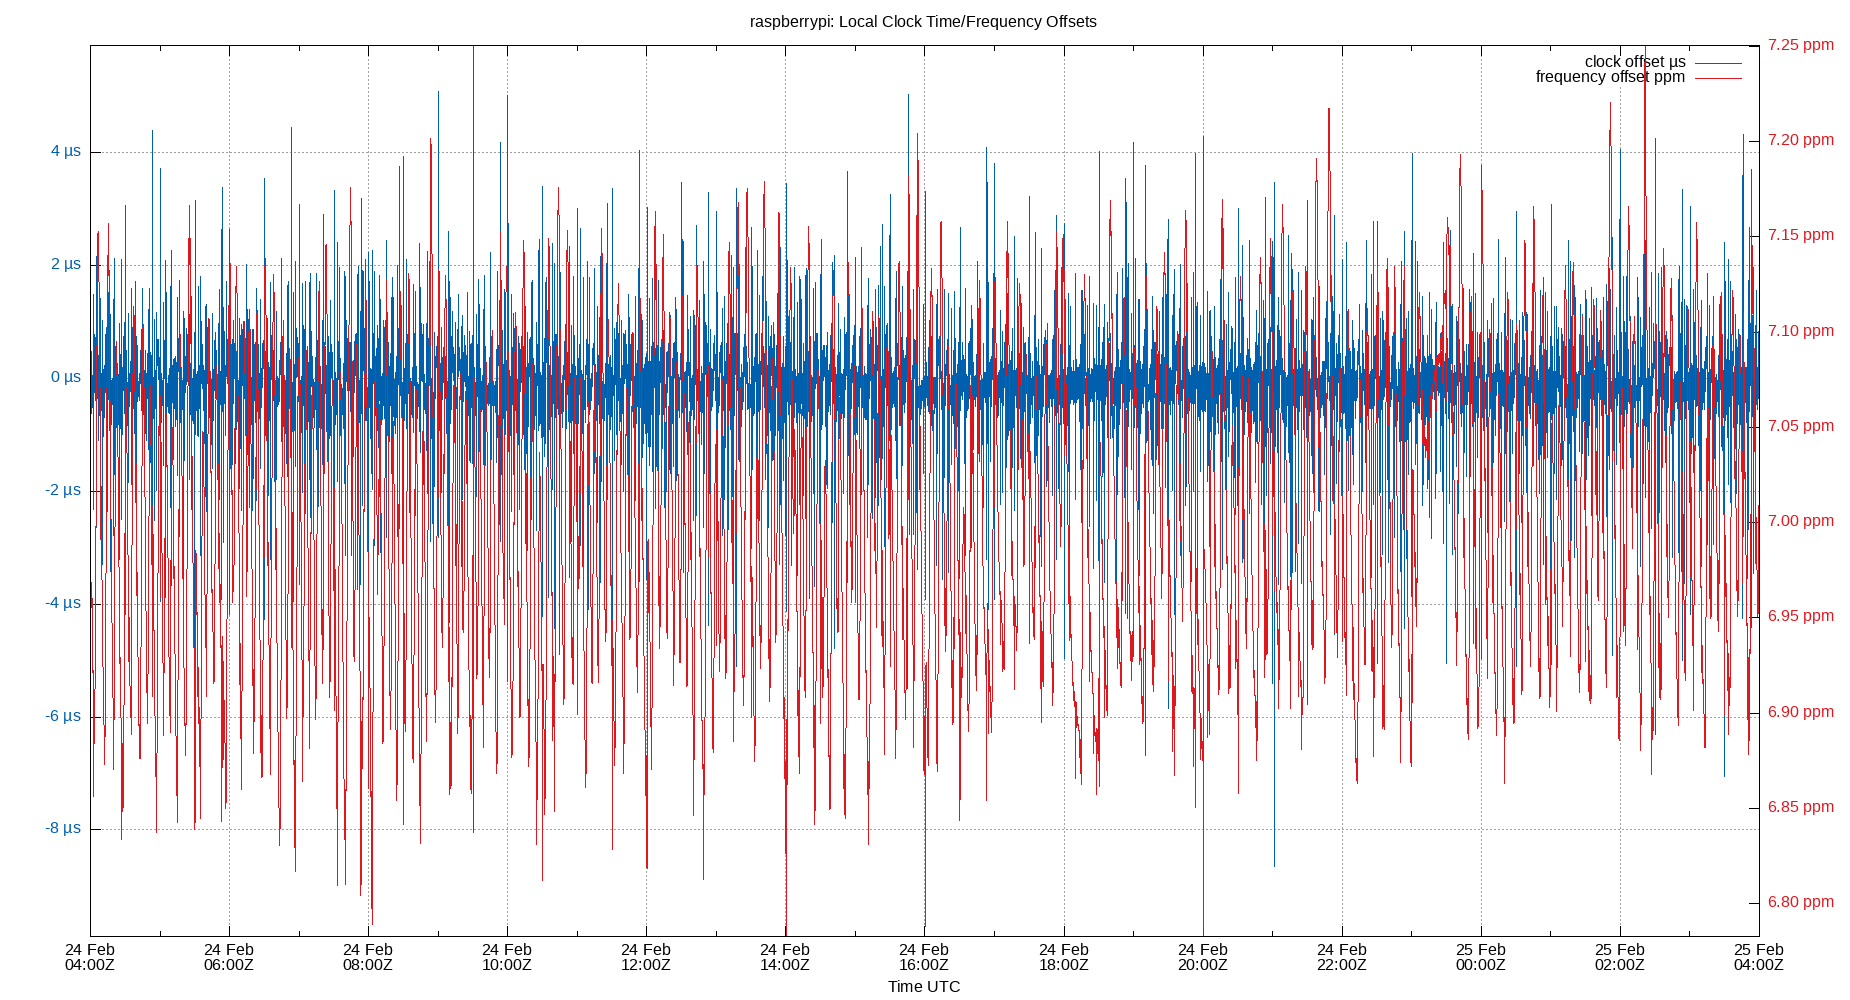 raspberrypi: Local Clock Time/Frequency Offsets
clock offset µs
frequency offset ppm
4 µs
2 µs
0 µs
-2 µs
-4 µs
-6 µs
-8 µs
7.25 ppm
7.20 ppm
7.15 ppm
7.10 ppm
7.05 ppm
7.00 ppm
6.95 ppm
6.90 ppm
6.85 ppm
6.80 ppm
24 Feb 24 Feb 24 Feb 24 Feb 24 Feb 24 Feb 24 Feb 24 Feb 24 Feb 24 Feb 25 Feb 25 Feb 25 Feb
04:00Z 06:00Z 08:00Z 10:00Z 12:00Z 14:00Z 16:00Z 18:00Z 20:00Z 22:00Z 00:00Z 02:00Z 04:00Z
Time UTC